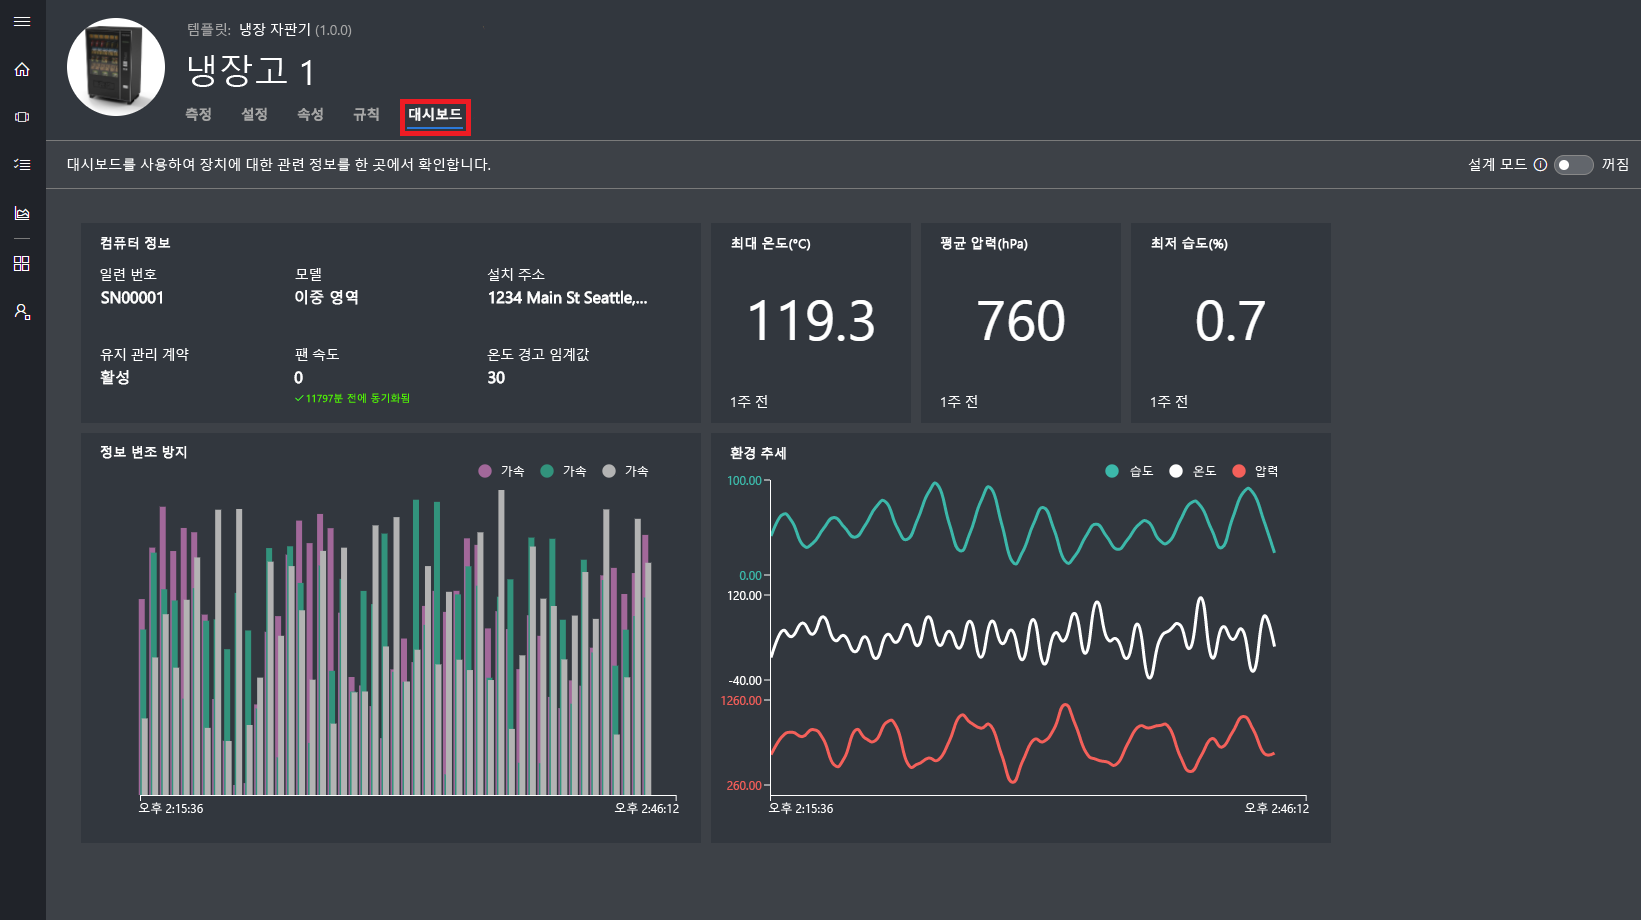 템플릿: 냉장 자판기 (1.0.0)
냉장고 1
측정 설정 속성 규칙 대시보드
대시보드를 사용하여 장치에 대한 관련 정보를 한 곳에서 확인합니다.
설계 모드 꺼짐
컴퓨터 정보
일련 번호 모델 설치 주소
SN00001 이중 영역 1234 Main St Seattle,...
유지 관리 계약 팬 속도 온도 경고 임계값
활성 0 30
11797분 전에 동기화됨
최대 온도(°C)
119.3
1주 전
평균 압력(hPa)
760
1주 전
최저 습도(%)
0.7
1주 전
정보 변조 방지
가속 가속 가속
오후 2:15:36 오후 2:46:12
환경 추세
습도 온도 압력
100.00
0.00
120.00
-40.00
1260.00
260.00
오후 2:15:36 오후 2:46:12